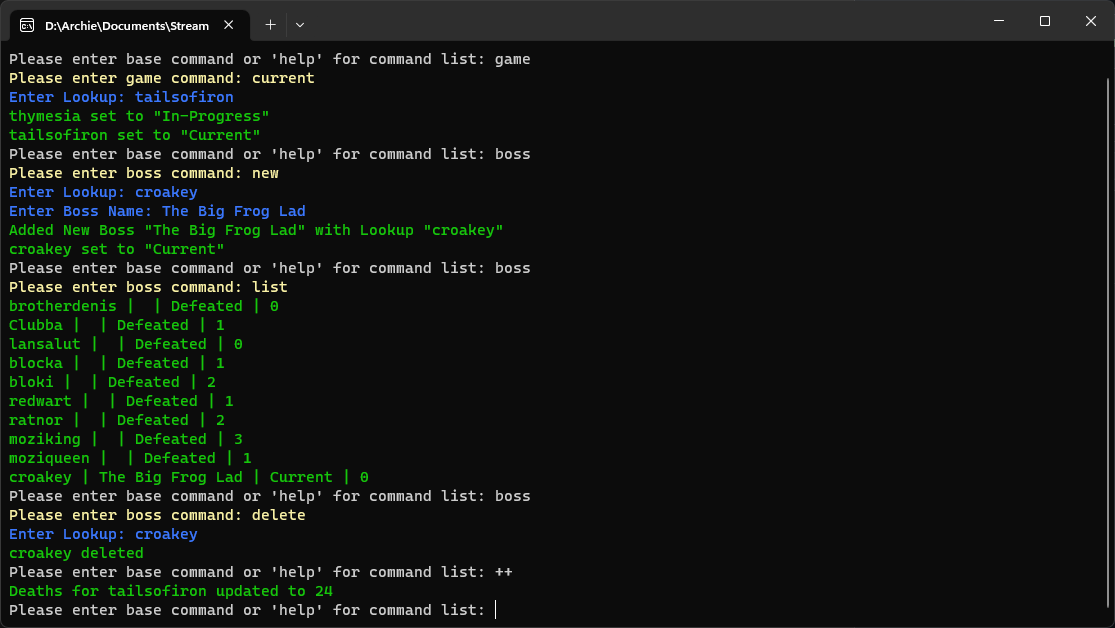 D:\Archie\Documents\Stream
Please enter base command or 'help' for command list: game
Please enter game command: current
Enter Lookup: tailsofiron
thymesia set to "In-Progress"
tailsofiron set to "Current"
Please enter base command or 'help' for command list: boss
Please enter boss command: new
Enter Lookup: croakey
Enter Boss Name: The Big Frog Lad
Added New Boss "The Big Frog Lad" with Lookup "croakey"
croakey set to "Current"
Please enter base command or 'help' for command list: boss
Please enter boss command: list
brotherdenis |  | Defeated | 0
Clubba |  | Defeated | 1
lansalut |  | Defeated | 0
blocka |  | Defeated | 1
bloki |  | Defeated | 2
redwart |  | Defeated | 1
ratnor |  | Defeated | 2
moziking |  | Defeated | 3
moziqueen |  | Defeated | 1
croakey | The Big Frog Lad | Current | 0
Please enter base command or 'help' for command list: boss
Please enter boss command: delete
Enter Lookup: croakey
croakey deleted
Please enter base command or 'help' for command list: ++
Deaths for tailsofiron updated to 24
Please enter base command or 'help' for command list: